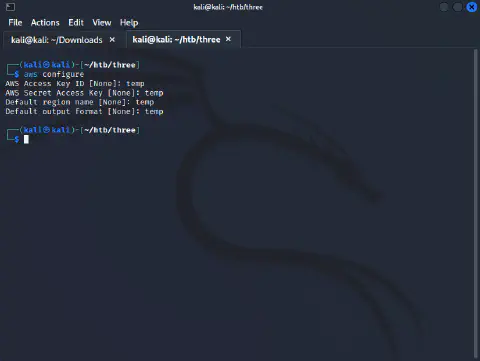 kali@kali: ~/htb/three
File Actions Edit View Help
kali@kali: ~/Downloads × kali@kali: ~/htb/three ×
┌──(kali㉿kali)-[~/htb/three]
└─$ aws configure
AWS Access Key ID [None]: temp
AWS Secret Access Key [None]: temp
Default region name [None]: temp
Default output format [None]: temp
┌──(kali㉿kali)-[~/htb/three]
└─$